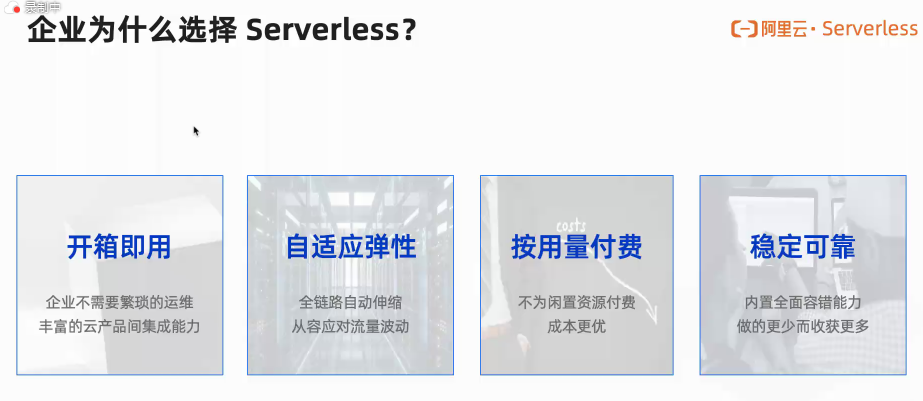 录制中
企业为什么选择 Serverless？
阿里云·Serverless
开箱即用
企业不需要繁琐的运维
丰富的云产品间集成能力
自适应弹性
全链路自动伸缩
从容应对流量波动
costs
按用量付费
不为闲置资源付费
成本更优
稳定可靠
内置全面容错能力
做的更少而收获更多